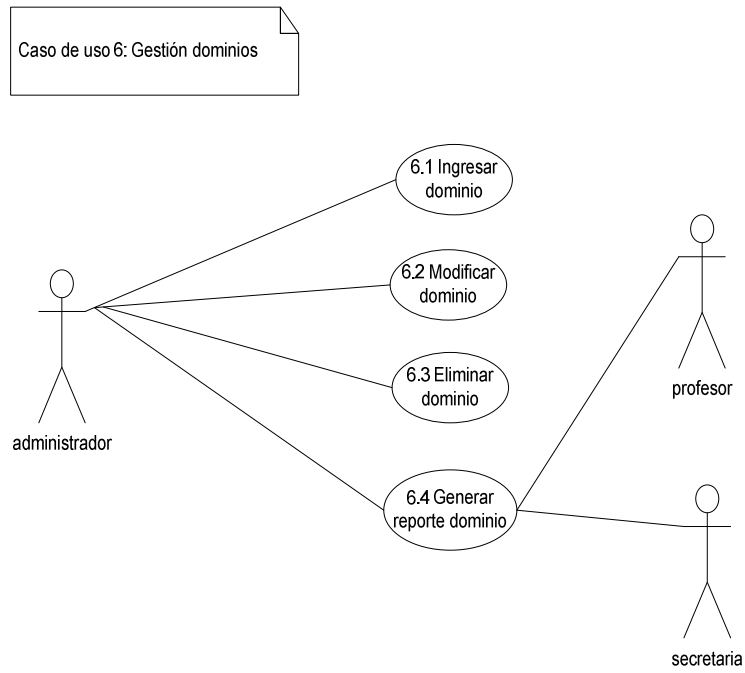 Caso de uso 6: Gestión dominios
6.1 Ingresar
dominio
6.2 Modificar
dominio
6.3 Eliminar
dominio
6.4 Generar
reporte dominio
administrador
profesor
secretaria